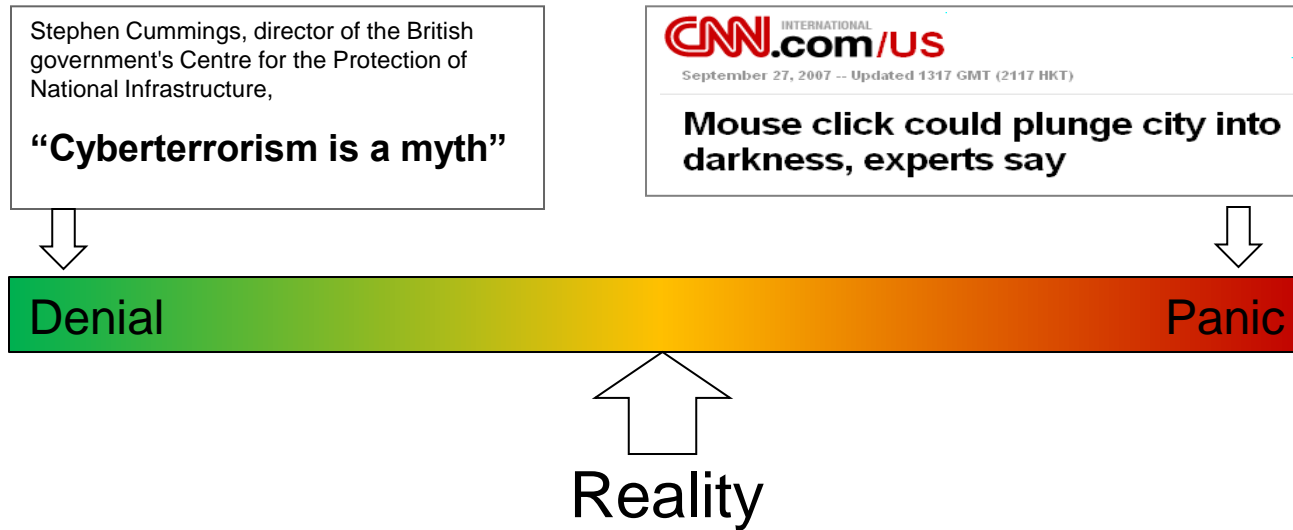 Stephen Cummings, director of the British
government's Centre for the Protection of
National Infrastructure,
“Cyberterrorism is a myth”
CNN INTERNATIONAL
.com/US
September 27, 2007 -- Updated 1317 GMT (2117 HKT)
Mouse click could plunge city into
darkness, experts say
Denial
Panic
Reality